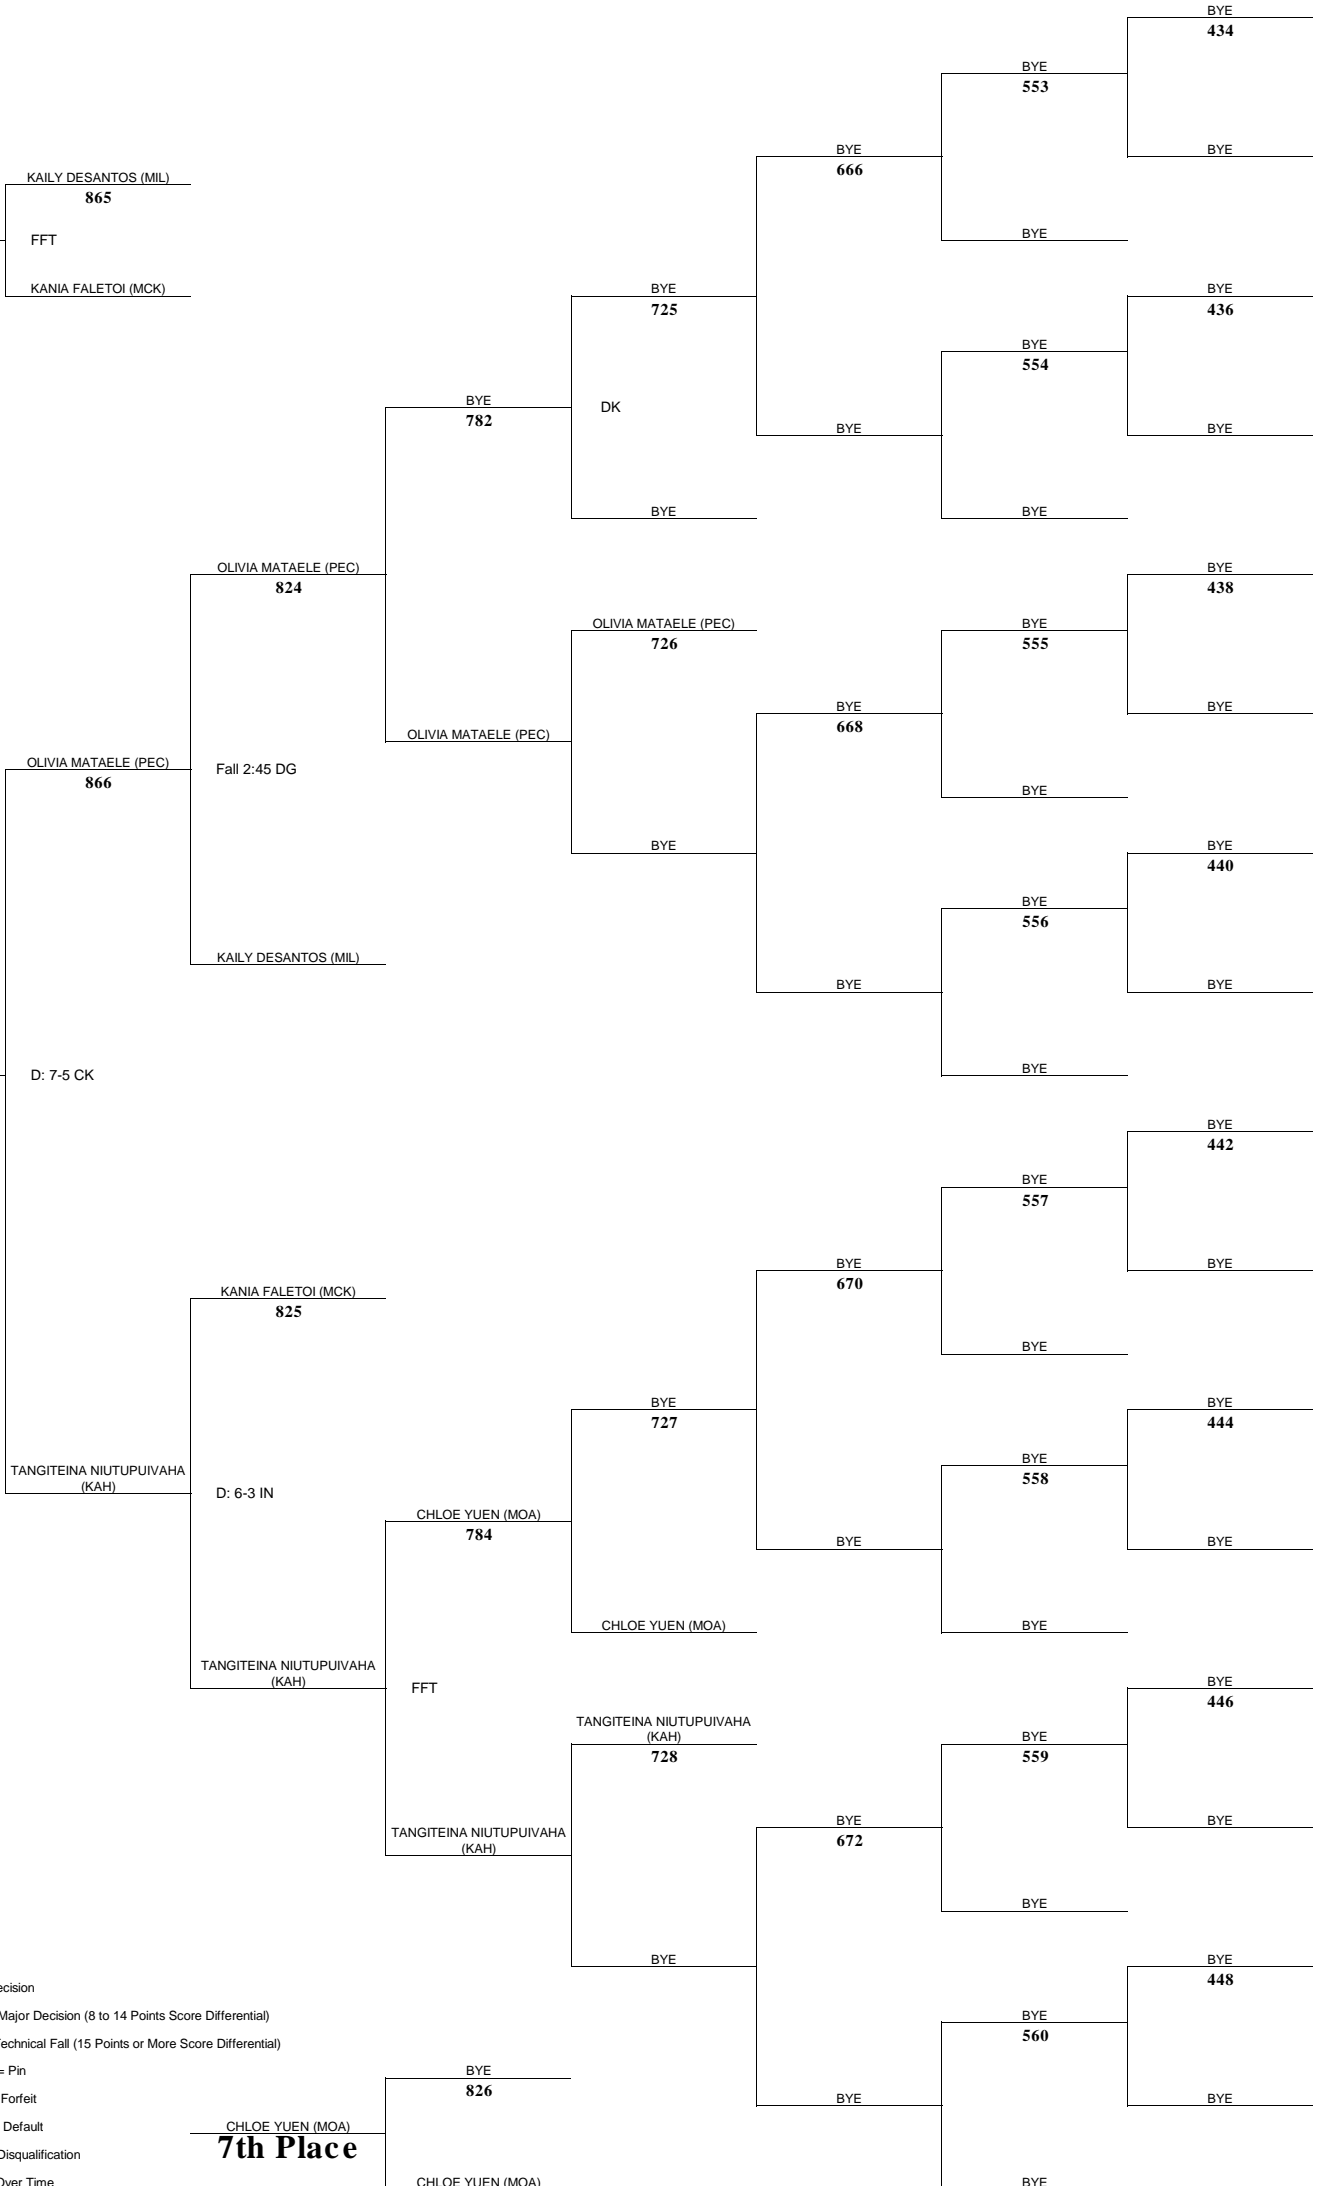 BYE
434
BYE
553
BYE
BYE
666
KAILY DESANTOS (MIL)
865
BYE
FFT
KANIA FALETOI (MCK)
BYE
725
BYE
436
BYE
554
BYE
782
DK
BYE
BYE
BYE
BYE
OLIVIA MATAELE (PEC)
824
BYE
438
OLIVIA MATAELE (PEC)
726
BYE
555
BYE
668
BYE
OLIVIA MATAELE (PEC)
OLIVIA MATAELE (PEC)
866
Fall 2:45 DG
BYE
BYE
BYE
440
BYE
556
KAILY DESANTOS (MIL)
BYE
BYE
D: 7-5 CK
BYE
BYE
442
BYE
557
BYE
670
BYE
KANIA FALETOI (MCK)
825
BYE
BYE
727
BYE
444
BYE
558
TANGITEINA NIUTUPUIVAHA
(KAH)
D: 6-3 IN
CHLOE YUEN (MOA)
784
BYE
BYE
CHLOE YUEN (MOA)
BYE
TANGITEINA NIUTUPUIVAHA
(KAH)
FFT
BYE
446
TANGITEINA NIUTUPUIVAHA
(KAH)
728
BYE
559
BYE
672
BYE
TANGITEINA NIUTUPUIVAHA
(KAH)
BYE
BYE
BYE
448
ecision
Major Decision (8 to 14 Points Score Differential)
BYE
560
Technical Fall (15 Points or More Score Differential)
= Pin
BYE
826
Forfeit
BYE
BYE
Default
CHLOE YUEN (MOA)
7th Place
Disqualification
Over Time
CHLOE YUEN (MOA)
BYE